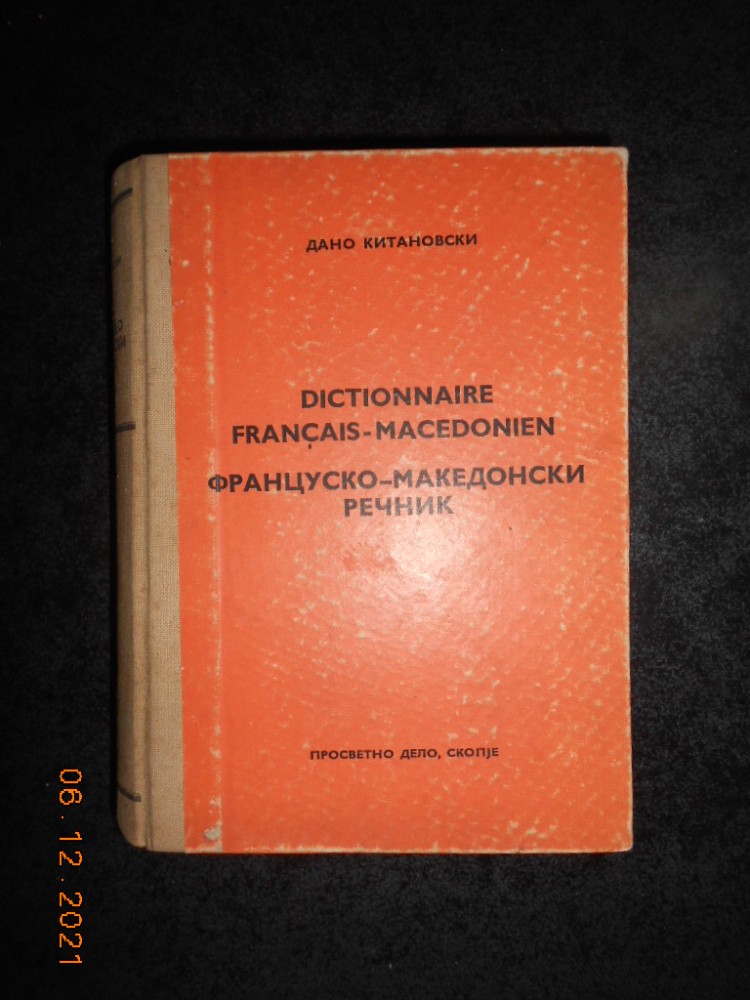 ДАНО КИТАНОВСКИ
DICTIONNAIRE
FRANÇAIS-MACEDONIEN
ФРАНЦУСКО-МАКЕДОНСКИ
РЕЧНИК
ПРОСВЕТНО ДЕЛО, СКОПЈЕ
06.12.2021